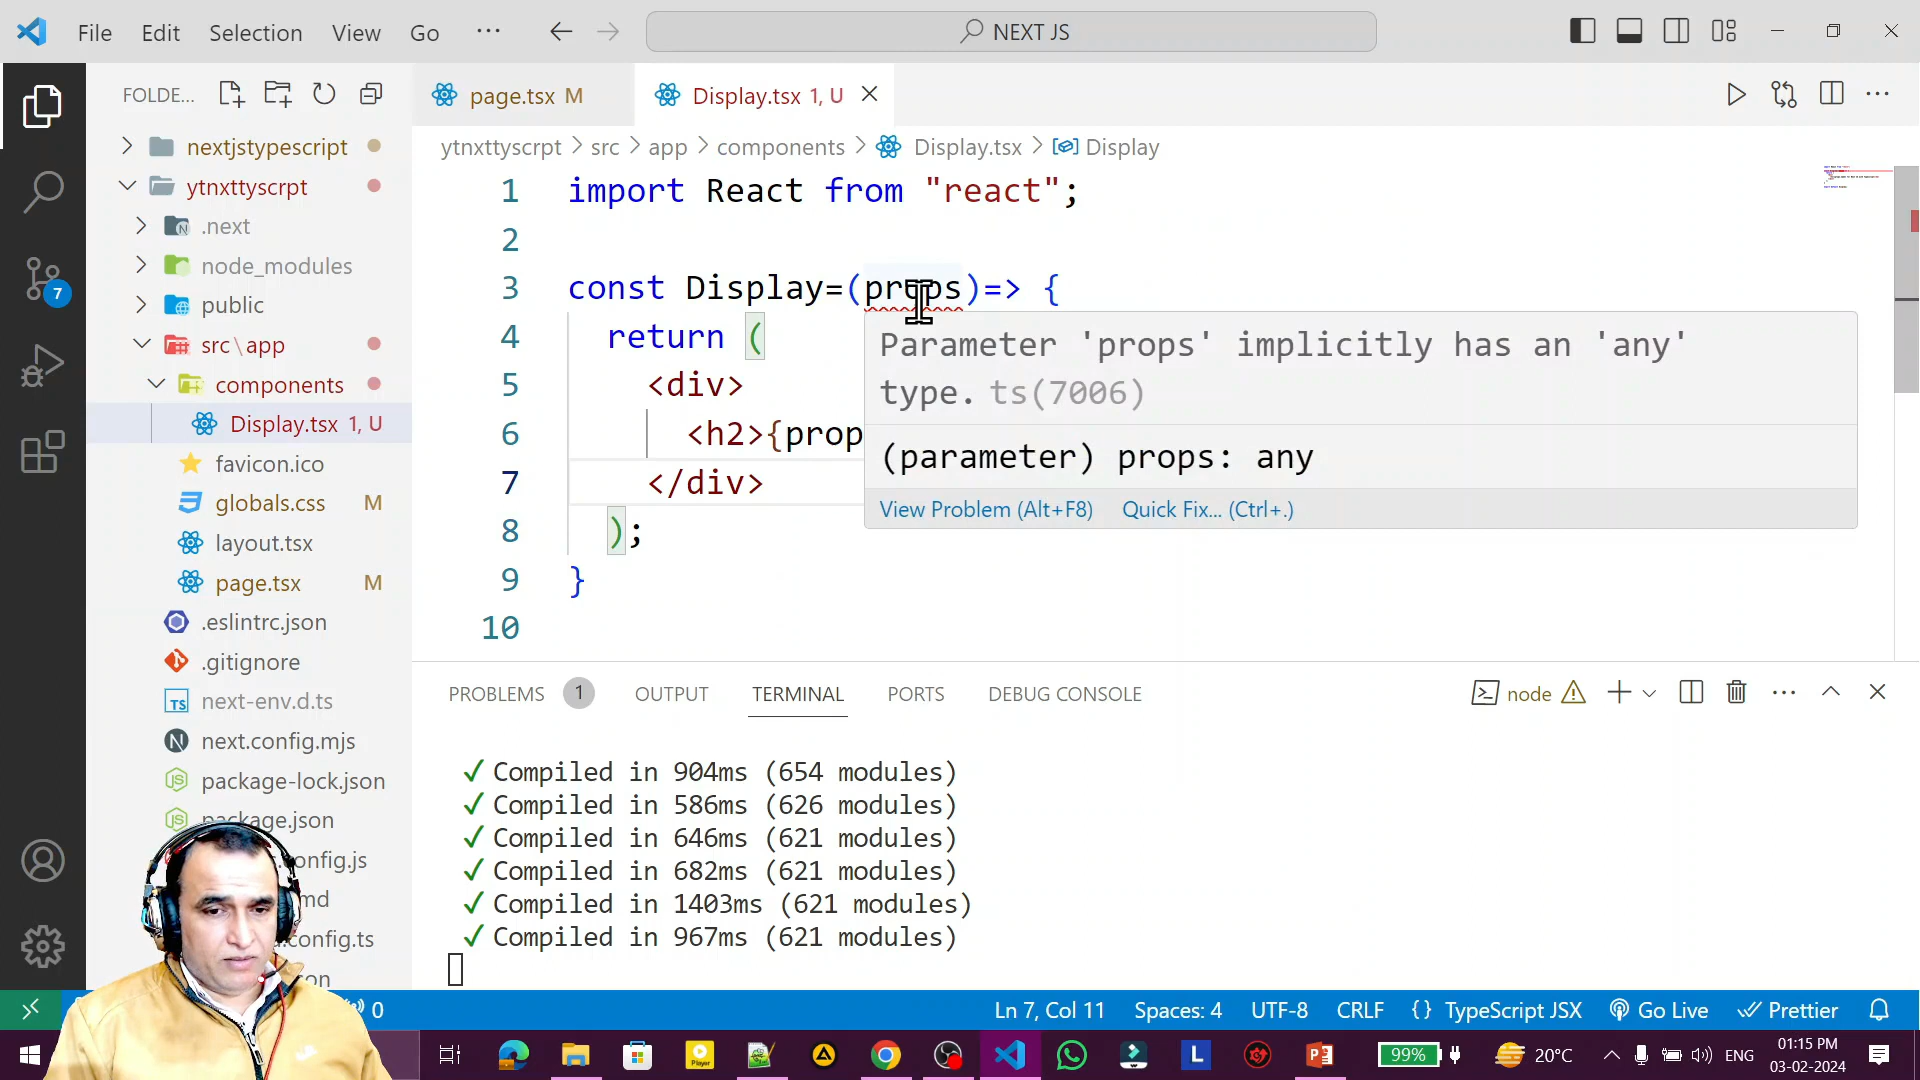 File Edit Selection View Go ··· NEXT JS
FOLDE...
page.tsx M
Display.tsx 1, U
ytnxttyscrpt > src > app > components > Display.tsx > Display
nextjstypescript
ytnxttyscrpt
.next
node_modules
public
src\app
components
Display.tsx 1, U
favicon.ico
globals.css M
layout.tsx
page.tsx M
.eslintrc.json
.gitignore
next-env.d.ts
next.config.mjs
package-lock.json
package.json
7
1 import React from "react";
2
3 const Display=(props)=> {
4 return (
5 <div>
6 <h2>{prop
7 </div>
8 );
9 }
10
Parameter 'props' implicitly has an 'any'
type. ts(7006)
(parameter) props: any
View Problem (Alt+F8) Quick Fix... (Ctrl+.)
PROBLEMS 1 OUTPUT TERMINAL PORTS DEBUG CONSOLE
node
✓ Compiled in 904ms (654 modules)
✓ Compiled in 586ms (626 modules)
✓ Compiled in 646ms (621 modules)
✓ Compiled in 682ms (621 modules)
✓ Compiled in 1403ms (621 modules)
✓ Compiled in 967ms (621 modules)
0 Ln 7, Col 11 Spaces: 4 UTF-8 CRLF {} TypeScript JSX Go Live Prettier
99% 20°C ENG
01:15 PM
03-02-2024